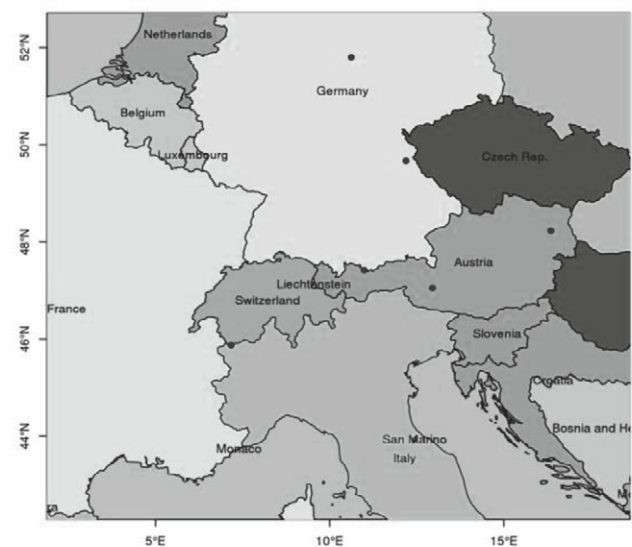 52°N
50°N
48°N
46°N
44°N
Netherlands
Germany
Belgium
Luxembourg
Czech Rep.
Austria
Liechtenstein
Switzerland
France
Slovenia
Croatia
Bosnia and He
San Marino
Monaco
Italy
ra
5°E
10°E
15°E